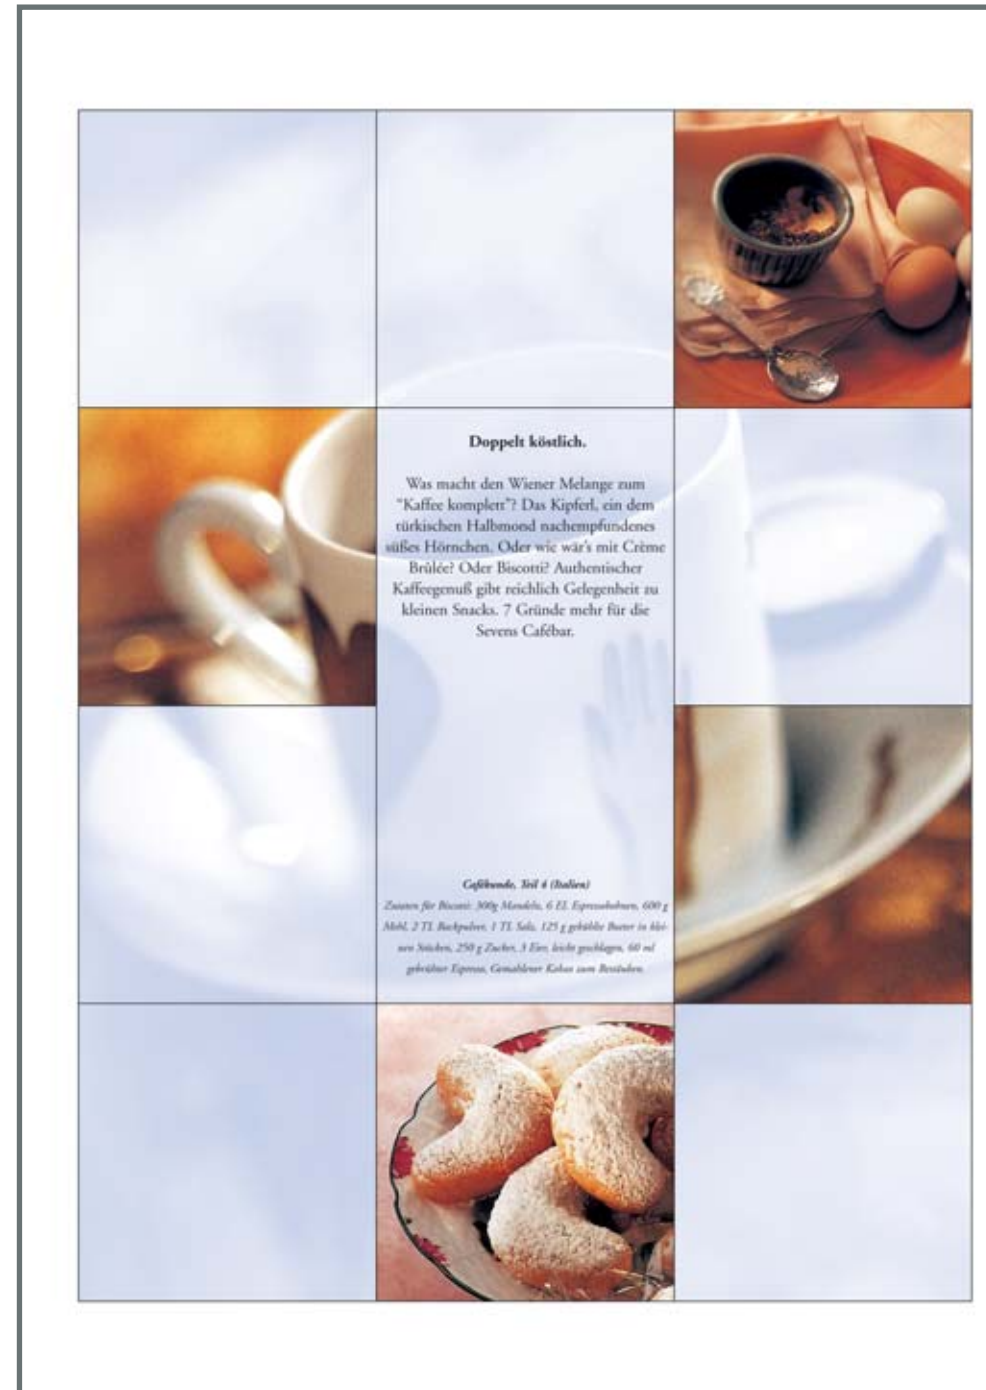 Doppelt köstlich.
Was macht den Wiener Melange zum
“Kaffee komplett”? Das Kipferl, ein dem
türkischen Halbmond nachempfundenes
süßes Hörnchen. Oder wie wär's mit Crème
Brûlée? Oder Biscotti? Authentischer
Kaffeegenuß gibt reichlich Gelegenheit zu
kleinen Snacks. 7 Gründe mehr für die
Sevens Cafébar.
Cafékunde, Teil 4 (Italien)
Zutaten für Biscotti: 300g Mandeln, 6 EL Espressobohnen, 600 g
Mehl, 2 TL Backpulver, 1 TL Salz, 125 g gekühlte Butter in klei-
nen Stücken, 250 g Zucker, 3 Eier, leicht geschlagen, 60 ml
gebrühter Espresso, Gemahlener Kakao zum Bestäuben.